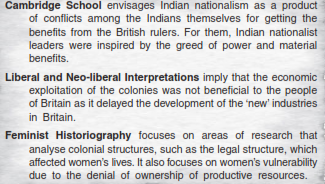 Cambridge School envisages Indian nationalism as a product
of conflicts among the Indians themselves for getting the
benefits from the British rulers. For them, Indian nationalist
leaders were inspired by the greed of power and material
benefits.
Liberal and Neo-liberal Interpretations imply that the economic
exploitation of the colonies was not beneficial to the people
of Britain as it delayed the development of the ‘new’ industries
in Britain.
Feminist Historiography focuses on areas of research that
analyse colonial structures, such as the legal structure, which
affected women’s lives. It also focuses on women’s vulnerability
due to the denial of ownership of productive resources.